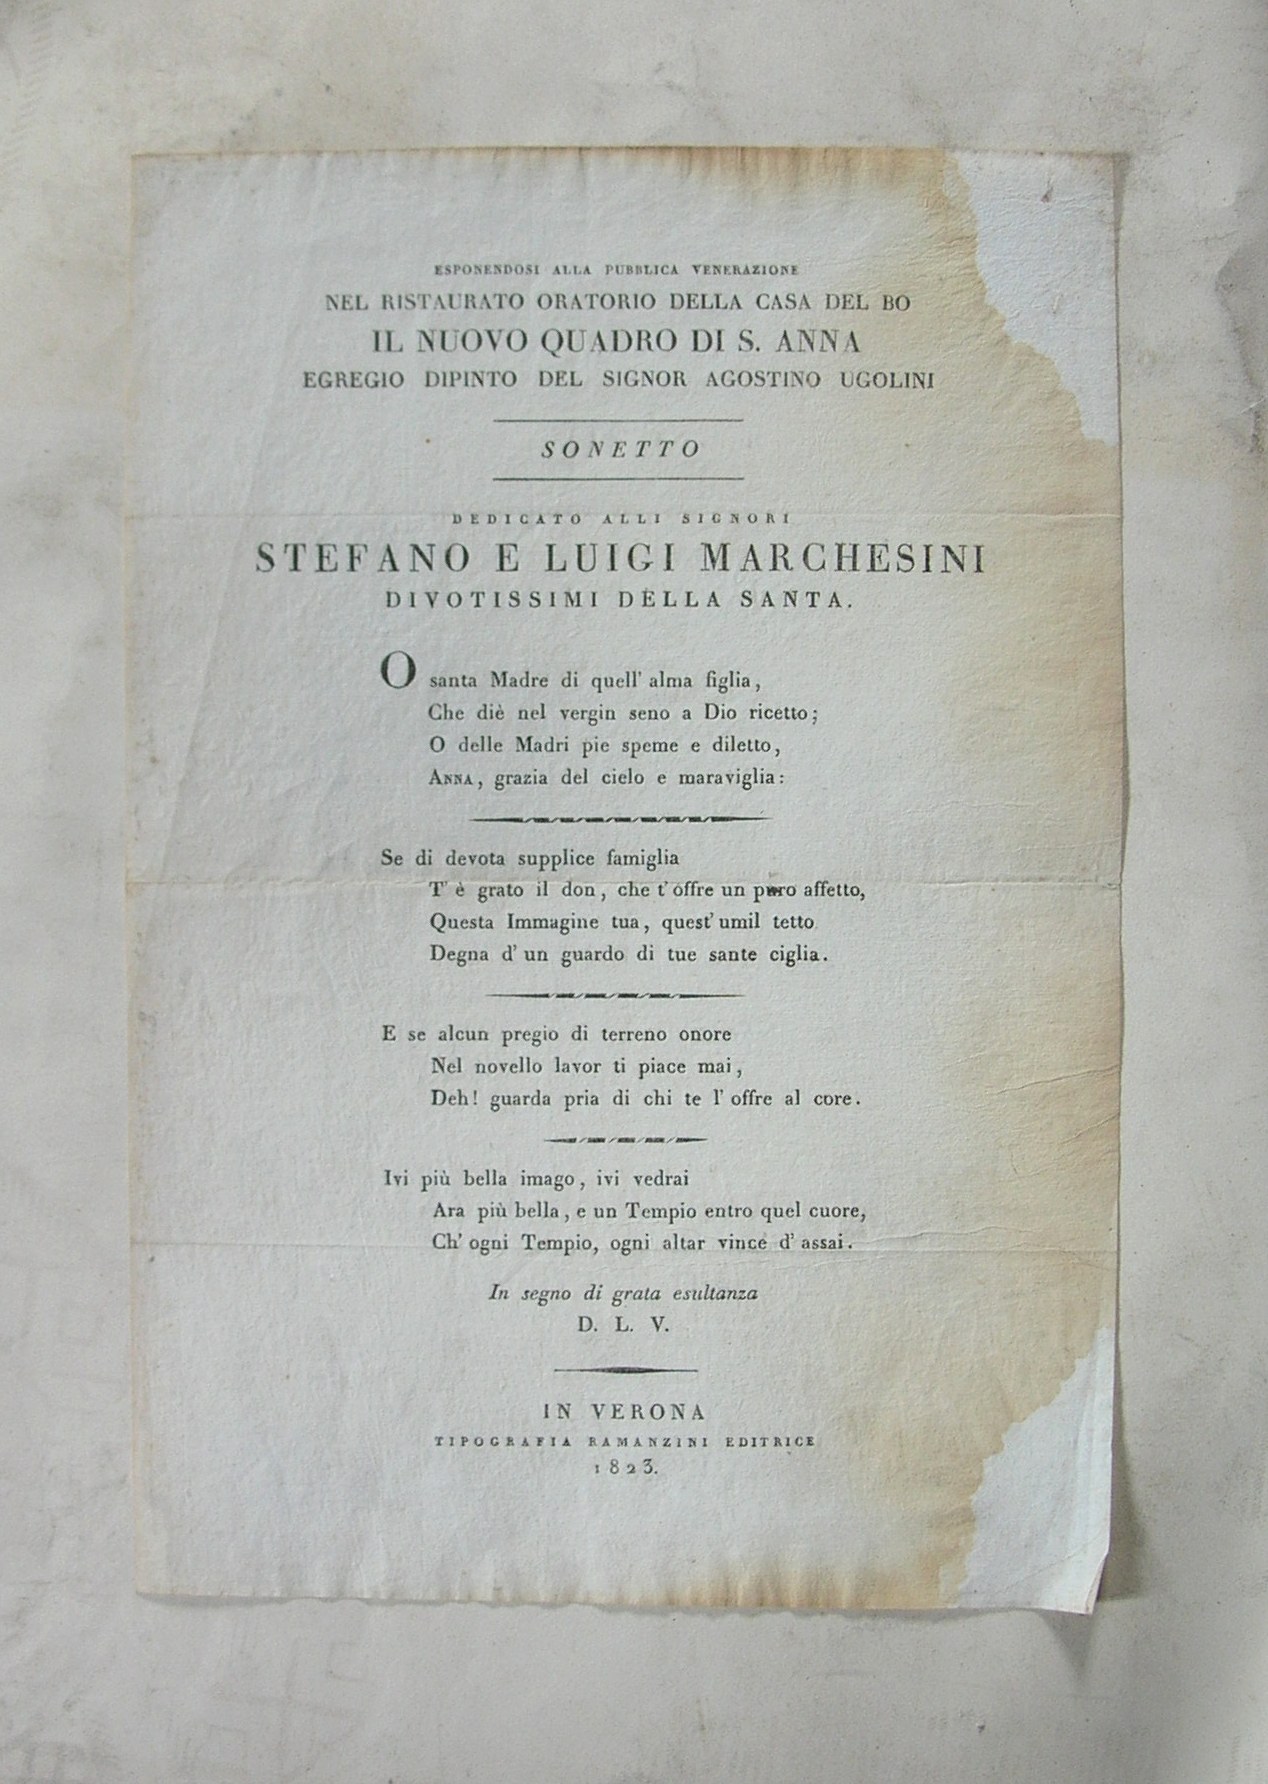 ESPONENDOSI ALLA PUBBLICA VENERAZIONE
NEL RISTAURATO ORATORIO DELLA CASA DEL BO
IL NUOVO QUADRO DI S. ANNA
EGREGIO DIPINTO DEL SIGNOR AGOSTINO UGOLINI
SONETTO
DEDICATO ALLI SIGNORI
STEFANO E LUIGI MARCHESINI
DIVOTISSIMI DELLA SANTA.
O santa Madre di quell' alma figlia,
Che diè nel vergin seno a Dio ricetto;
O delle Madri pie speme e diletto,
ANNA, grazia del cielo e maraviglia:
Se di devota supplice famiglia
T' è grato il don, che t' offre un puro affetto,
Questa Immagine tua, quest' umil tetto
Degna d' un guardo di tue sante ciglia.
E se alcun pregio di terreno onore
Nel novello lavor ti piace mai,
Deh! guarda pria di chi te l' offre al core.
Ivi più bella imago, ivi vedrai
Ara più bella, e un Tempio entro quel cuore,
Ch' ogni Tempio, ogni altar vince d' assai.
In segno di grata esultanza
D. L. V.
IN VERONA
TIPOGRAFIA RAMANZINI EDITRICE
1823.